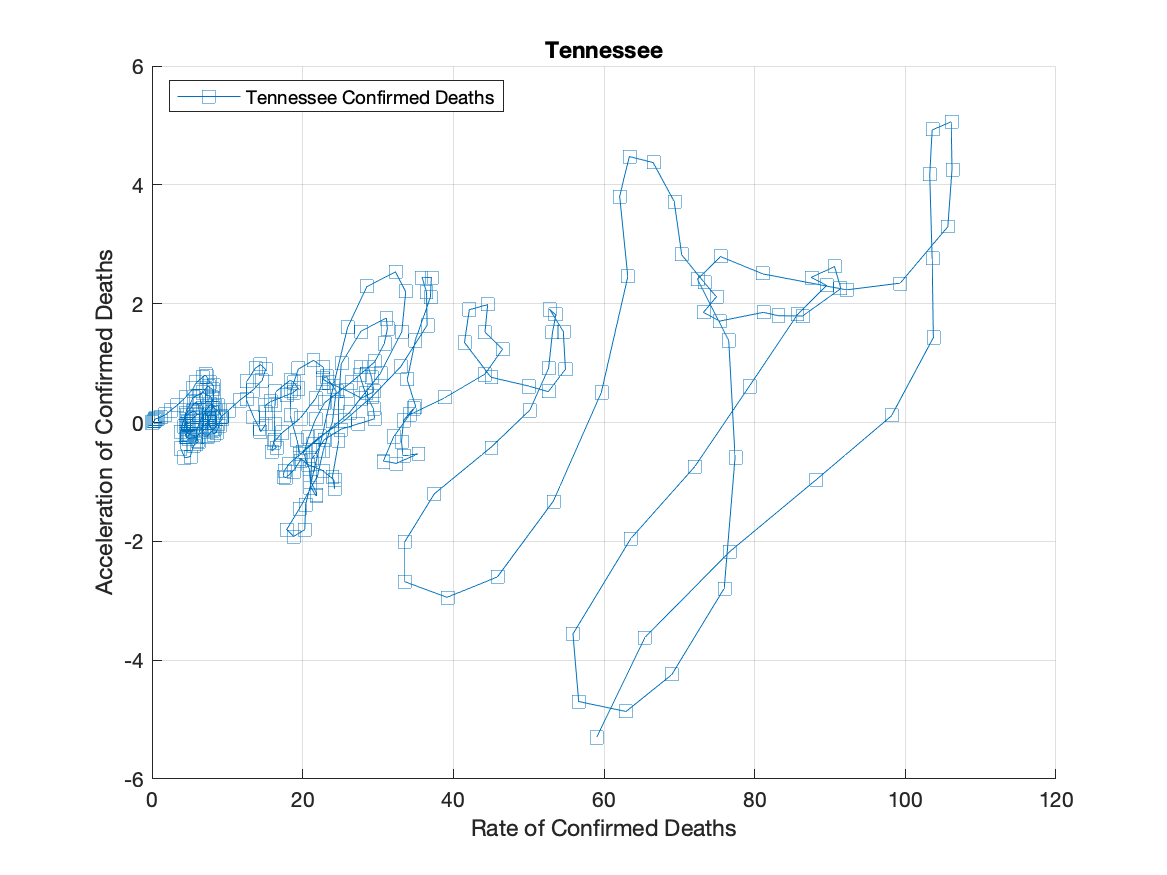 Tennessee
Tennessee Confirmed Deaths
6
4
2
0
-2
-4
-6
Acceleration of Confirmed Deaths
0 20 40 60 80 100 120
Rate of Confirmed Deaths